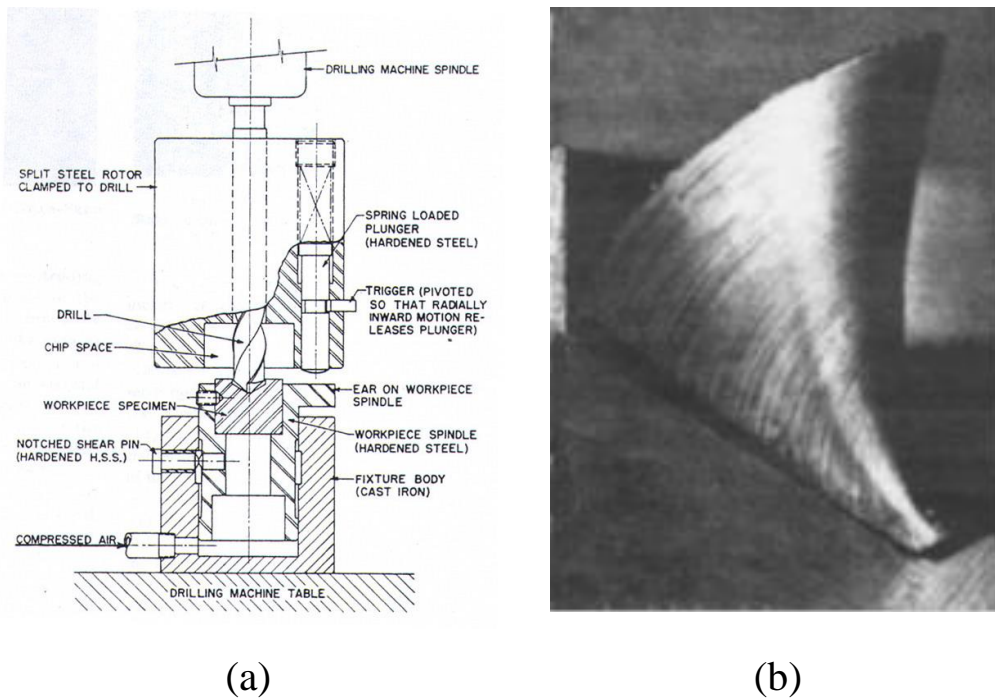 DRILLING MACHINE SPINDLE
SPLIT STEEL ROTOR
CLAMPED TO DRILL
SPRING LOADED
PLUNGER
(HARDENED STEEL)
TRIGGER (PIVOTED
SO THAT RADIALLY
INWARD MOTION RE-
LEASES PLUNGER)
DRILL
CHIP SPACE
EAR ON WORKPIECE
SPINDLE
WORKPIECE SPECIMEN
WORKPIECE SPINDLE
(HARDENED STEEL)
NOTCHED SHEAR PIN
(HARDENED H.S.S.)
FIXTURE BODY
(CAST IRON)
COMPRESSED AIR
DRILLING MACHINE TABLE
(a)
(b)